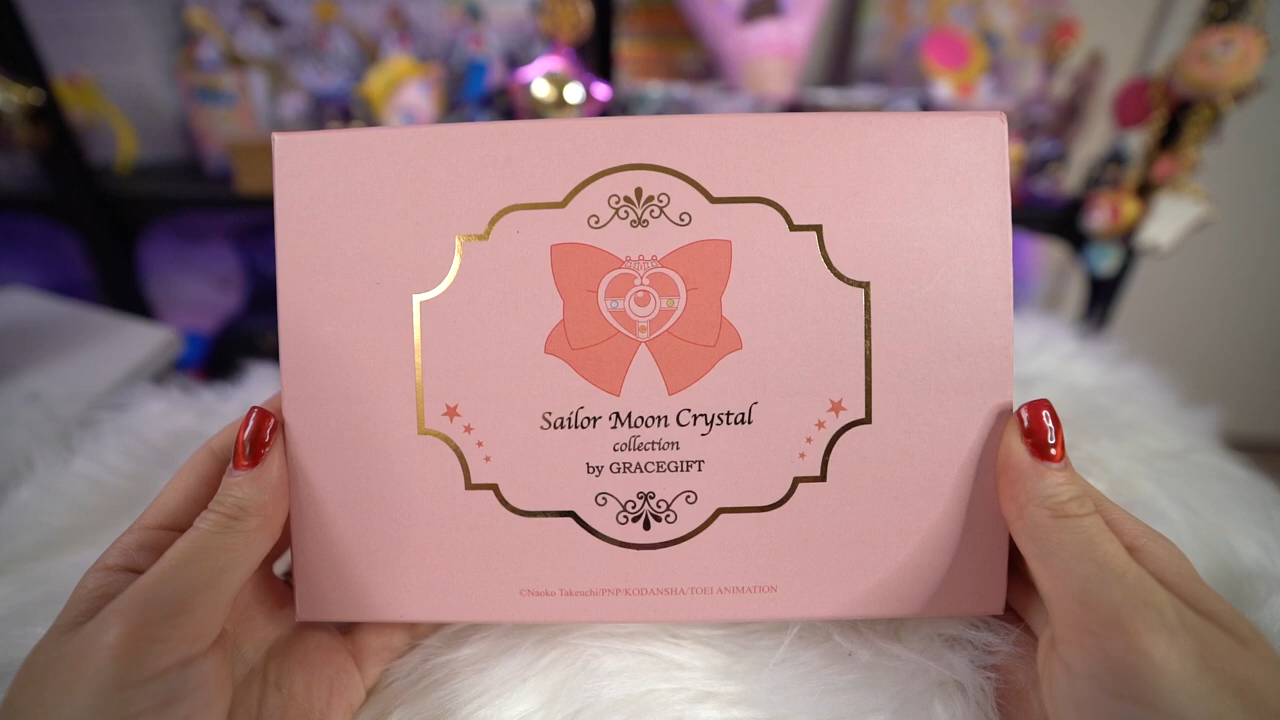 Sailor Moon Crystal
collection
by GRACEGIFT
©Naoko Takeuchi/PNP/KODANSHA/TOEI ANIMATION